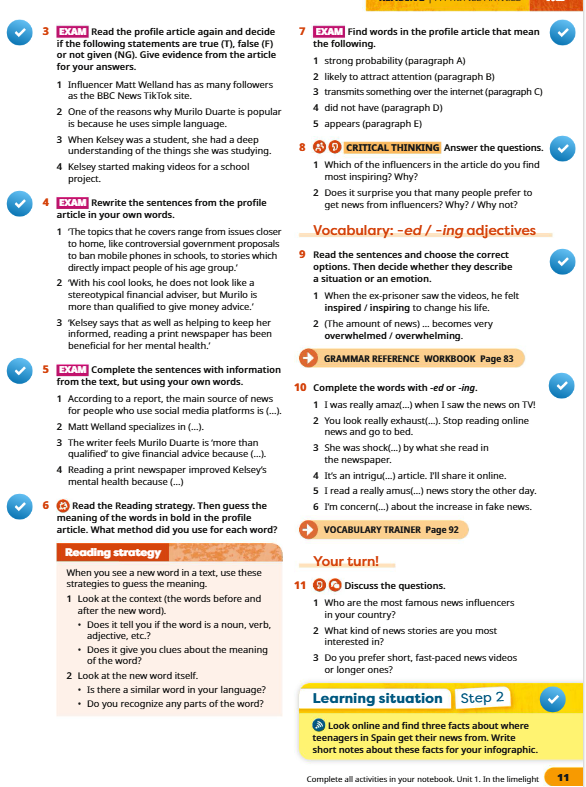 3 EXAM Read the profile article again and decide
if the following statements are true (T), false (F)
or not given (NG). Give evidence from the article
for your answers.
1 Influencer Matt Welland has as many followers
as the BBC News TikTok site.
2 One of the reasons why Murilo Duarte is popular
is because he uses simple language.
3 When Kelsey was a student, she had a deep
understanding of the things she was studying.
4 Kelsey started making videos for a school
project.
4 EXAM Rewrite the sentences from the profile
article in your own words.
1 ‘The topics that he covers range from issues closer
to home, like controversial government proposals
to ban mobile phones in schools, to stories which
directly impact people of his age group.’
2 ‘With his cool looks, he does not look like a
stereotypical financial adviser, but Murilo is
more than qualified to give money advice.’
3 ‘Kelsey says that as well as helping to keep her
informed, reading a print newspaper has been
beneficial for her mental health.’
5 EXAM Complete the sentences with information
from the text, but using your own words.
1 According to a report, the main source of news
for people who use social media platforms is (...).
2 Matt Welland specializes in (...).
3 The writer feels Murilo Duarte is ‘more than
qualified’ to give financial advice because (...).
4 Reading a print newspaper improved Kelsey’s
mental health because (...)
6 Read the Reading strategy. Then guess the
meaning of the words in bold in the profile
article. What method did you use for each word?
Reading strategy
When you see a new word in a text, use these
strategies to guess the meaning.
1 Look at the context (the words before and
after the new word).
• Does it tell you if the word is a noun, verb,
adjective, etc.?
• Does it give you clues about the meaning
of the word?
2 Look at the new word itself.
• Is there a similar word in your language?
• Do you recognize any parts of the word?
7 EXAM Find words in the profile article that mean
the following.
1 strong probability (paragraph A)
2 likely to attract attention (paragraph B)
3 transmits something over the internet (paragraph C)
4 did not have (paragraph D)
5 appears (paragraph E)
8 CRITICAL THINKING Answer the questions.
1 Which of the influencers in the article do you find
most inspiring? Why?
2 Does it surprise you that many people prefer to
get news from influencers? Why? / Why not?
Vocabulary: -ed / -ing adjectives
9 Read the sentences and choose the correct
options. Then decide whether they describe
a situation or an emotion.
1 When the ex-prisoner saw the videos, he felt
inspired / inspiring to change his life.
2 (The amount of news) ... becomes very
overwhelmed / overwhelming.
GRAMMAR REFERENCE WORKBOOK Page 83
10 Complete the words with -ed or -ing.
1 I was really amaz(...) when I saw the news on TV!
2 You look really exhaust(...). Stop reading online
news and go to bed.
3 She was shock(...) by what she read in
the newspaper.
4 It’s an intrigu(...) article. I’ll share it online.
5 I read a really amus(...) news story the other day.
6 I’m concern(...) about the increase in fake news.
VOCABULARY TRAINER Page 92
Your turn!
11 Discuss the questions.
1 Who are the most famous news influencers
in your country?
2 What kind of news stories are you most
interested in?
3 Do you prefer short, fast-paced news videos
or longer ones?
Learning situation Step 2
Look online and find three facts about where
teenagers in Spain get their news from. Write
short notes about these facts for your infographic.
Complete all activities in your notebook. Unit 1. In the limelight 11